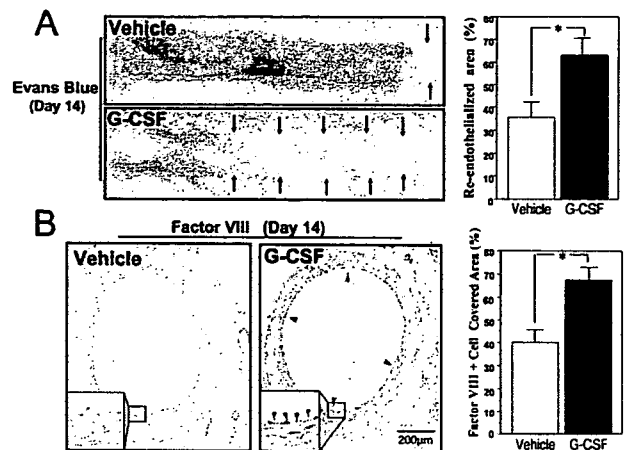 A
Vehicle
Evans Blue
(Day 14)
G-CSF
Re-endothelialized area (%)
80
70
60
50
40
30
20
10
0
*
Vehicle G-CSF
B
Factor VIII (Day 14)
Vehicle
G-CSF
200μm
Factor VIII + Cell Covered Area (%)
80
70
60
50
40
30
20
10
0
*
Vehicle G-CSF